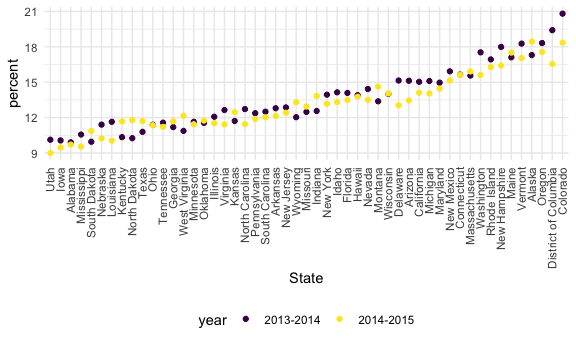 21
18
15
12
9
percent
Utah
Iowa
Alabama
Mississippi
South Dakota
Nebraska
Louisiana
Kentucky
North Dakota
Texas
Ohio
Tennessee
Georgia
West Virginia
Minnesota
Oklahoma
Illinois
Virginia
Kansas
North Carolina
Pennsylvania
South Carolina
Arkansas
New Jersey
Wyoming
Missouri
Indiana
New York
Idaho
Florida
Hawaii
Nevada
Montana
Wisconsin
Delaware
Arizona
California
Michigan
Maryland
New Mexico
Connecticut
Massachusetts
Washington
Rhode Island
New Hampshire
Maine
Vermont
Alaska
Oregon
District of Columbia
Colorado
State
year 2013-2014 2014-2015